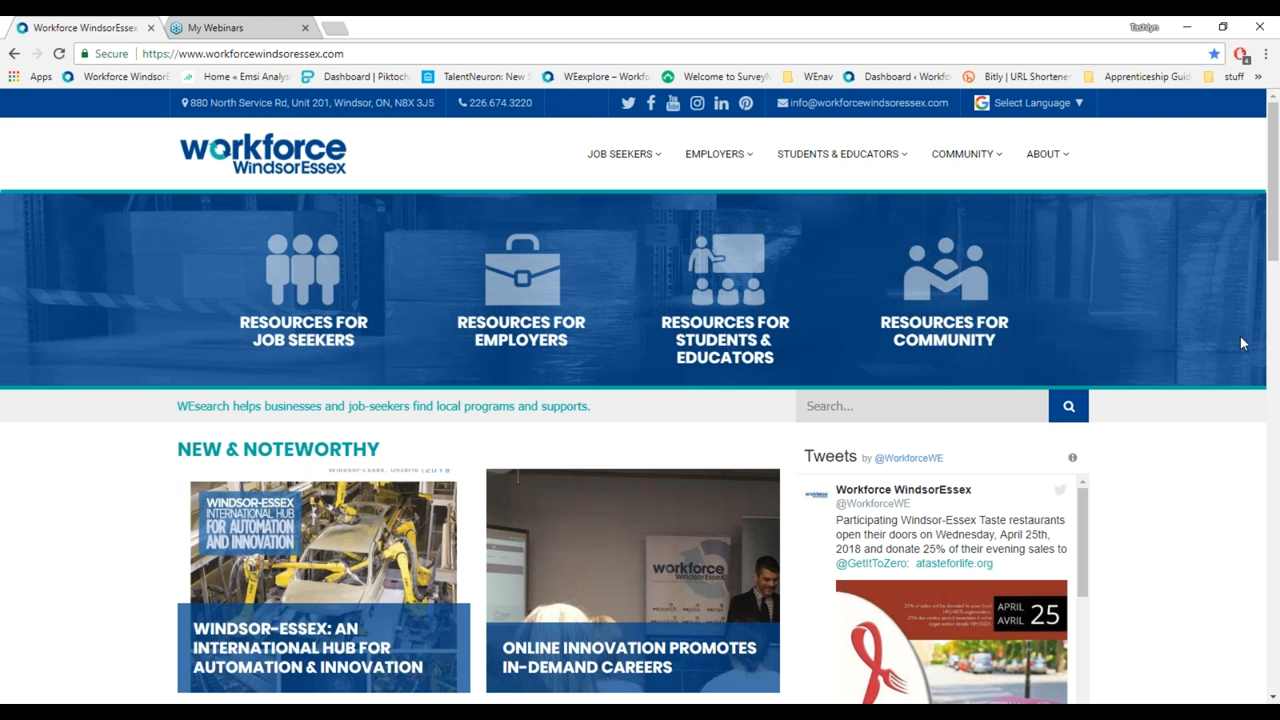 Workforce WindsorEssex
My Webinars
Tashlyn
Secure
https://www.workforcewindsoressex.com
4
Apps
Workforce WindsorE
Home « Emsi Analys
Dashboard | Piktoch
TalentNeuron: New S
WEexplore – Workfo
Welcome to SurveyM
WEnav
Dashboard ‹ Workfo
Bitly | URL Shortener
Apprenticeship Guid
stuff
»
880 North Service Rd, Unit 201, Windsor, ON, N8X 3J5
226.674.3220
info@workforcewindsoressex.com
Select Language ▼
workforce
WindsorEssex
JOB SEEKERS
EMPLOYERS
STUDENTS & EDUCATORS
COMMUNITY
ABOUT
RESOURCES FOR
JOB SEEKERS
RESOURCES FOR
EMPLOYERS
RESOURCES FOR
STUDENTS &
EDUCATORS
RESOURCES FOR
COMMUNITY
WEsearch helps businesses and job-seekers find local programs and supports.
Search...
NEW & NOTEWORTHY
WINDSOR-ESSEX
INTERNATIONAL HUB
FOR AUTOMATION
AND INNOVATION
WINDSOR-ESSEX: AN
INTERNATIONAL HUB FOR
AUTOMATION & INNOVATION
workforce
WindsorEssex
ONLINE INNOVATION PROMOTES
IN-DEMAND CAREERS
Tweets by @WorkforceWE
Workforce WindsorEssex
@WorkforceWE
Participating Windsor-Essex Taste restaurants
open their doors on Wednesday, April 25th,
2018 and donate 25% of their evening sales to
@GetItToZero: atasteforlife.org
APRIL
AVRIL
25